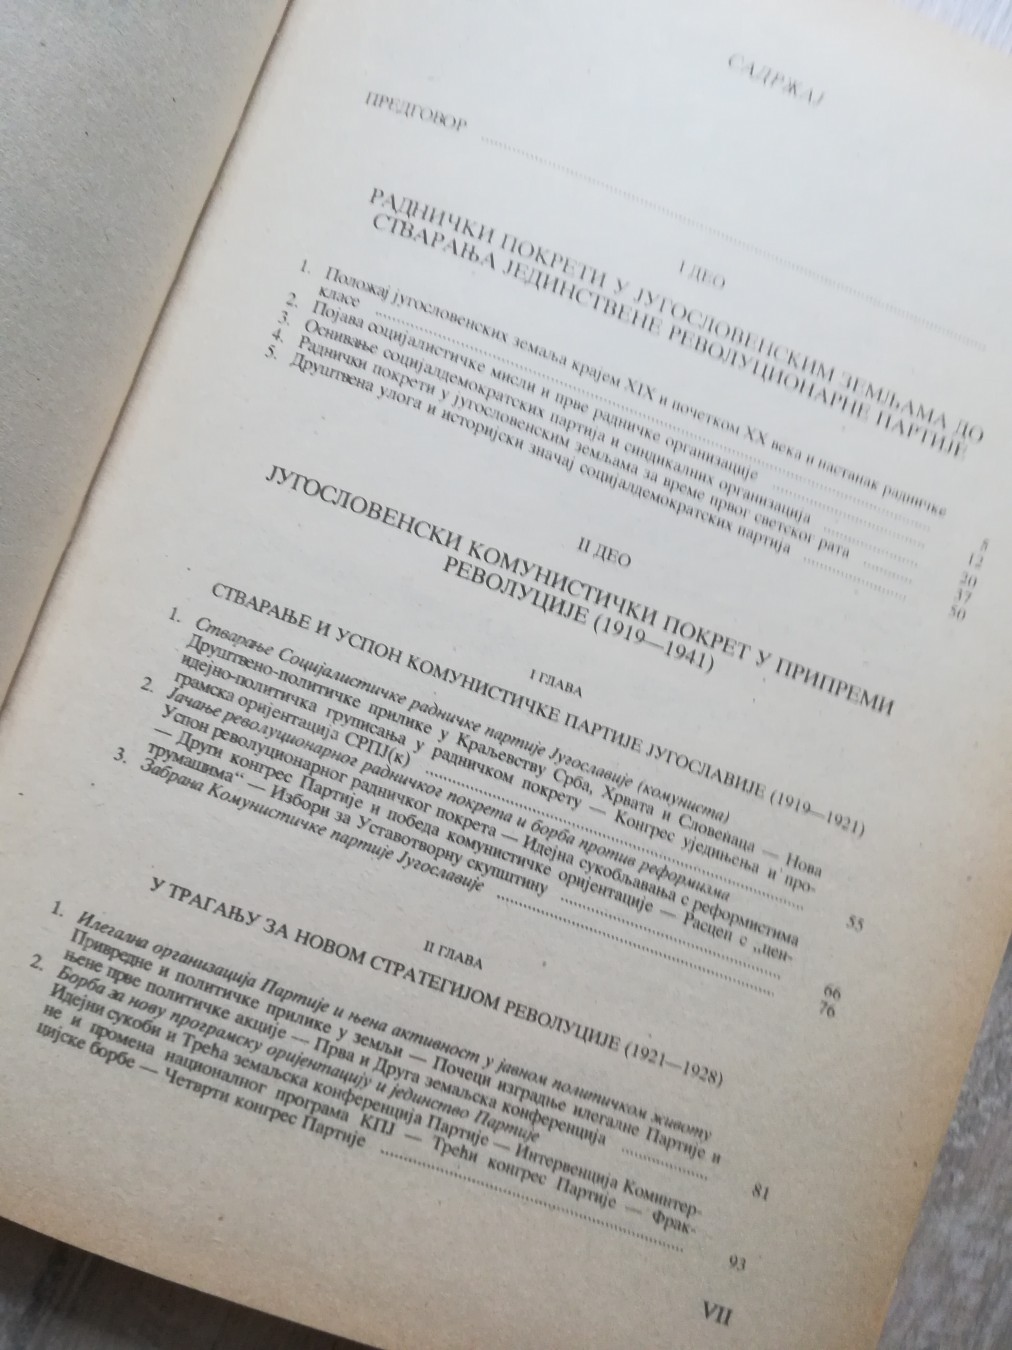 САДРЖАЈ
ПРЕДГОВОР
I ДЕО
РАДНИЧКИ ПОКРЕТИ У ЈУГОСЛОВЕНСКИМ ЗЕМЉАМА ДО
СТВАРАЊА ЈЕДИНСТВЕНЕ РЕВОЛУЦИОНАРНЕ ПАРТИЈЕ
1. Положај југословенских земаља крајем XIX и почетком XX века и настанак радничке
класе 8
2. Појава социјалистичке мисли и прве радничке организације 12
3. Оснивање социјалдемократских партија и синдикалних организација 20
4. Раднички покрети у југословенским земљама за време првог светског рата 37
5. Друштвена улога и историјски значај социјалдемократских партија 50
II ДЕО
ЈУГОСЛОВЕНСКИ КОМУНИСТИЧКИ ПОКРЕТ У ПРИПРЕМИ
РЕВОЛУЦИЈЕ (1919—1941)
I ГЛАВА
СТВАРАЊЕ И УСПОН КОМУНИСТИЧКЕ ПАРТИЈЕ ЈУГОСЛАВИЈЕ (1919—1921)
1. Стварање Социјалистичке радничке партије Југославије (комуниста)
Друштвено-политичке прилике у Краљевству Срба, Хрвата и Словенаца — Нова
идејно-политичка груписања у радничком покрету — Конгрес уједињења и про-
грамска оријентација СРПЈ(к) 55
2. Јачање револуционарног радничког покрета и борба против реформизма
Успон револуционарног радничког покрета — Идејна сукобљавања с реформистима
— Други конгрес Партије и победа комунистичке оријентације — Расцеп с „цен-
трумашима“ — Избори за Уставотворну скупштину 66
3. Забрана Комунистичке партије Југославије 76
II ГЛАВА
У ТРАГАЊУ ЗА НОВОМ СТРАТЕГИЈОМ РЕВОЛУЦИЈЕ (1921—1928)
1. Илегална организација Партије и њена активност у јавном политичком животу
Привредне и политичке прилике у земљи — Почеци изградње илегалне Партије и
њене прве политичке акције — Прва и Друга земаљска конференција 81
2. Борба за нову програмску оријентацију и јединство Партије
Идејни сукоби и Трећа земаљска конференција Партије — Интервенција Коминтер-
не и промена националног програма КПЈ — Трећи конгрес Партије — Фрак-
цијске борбе — Четврти конгрес Партије 93
VII